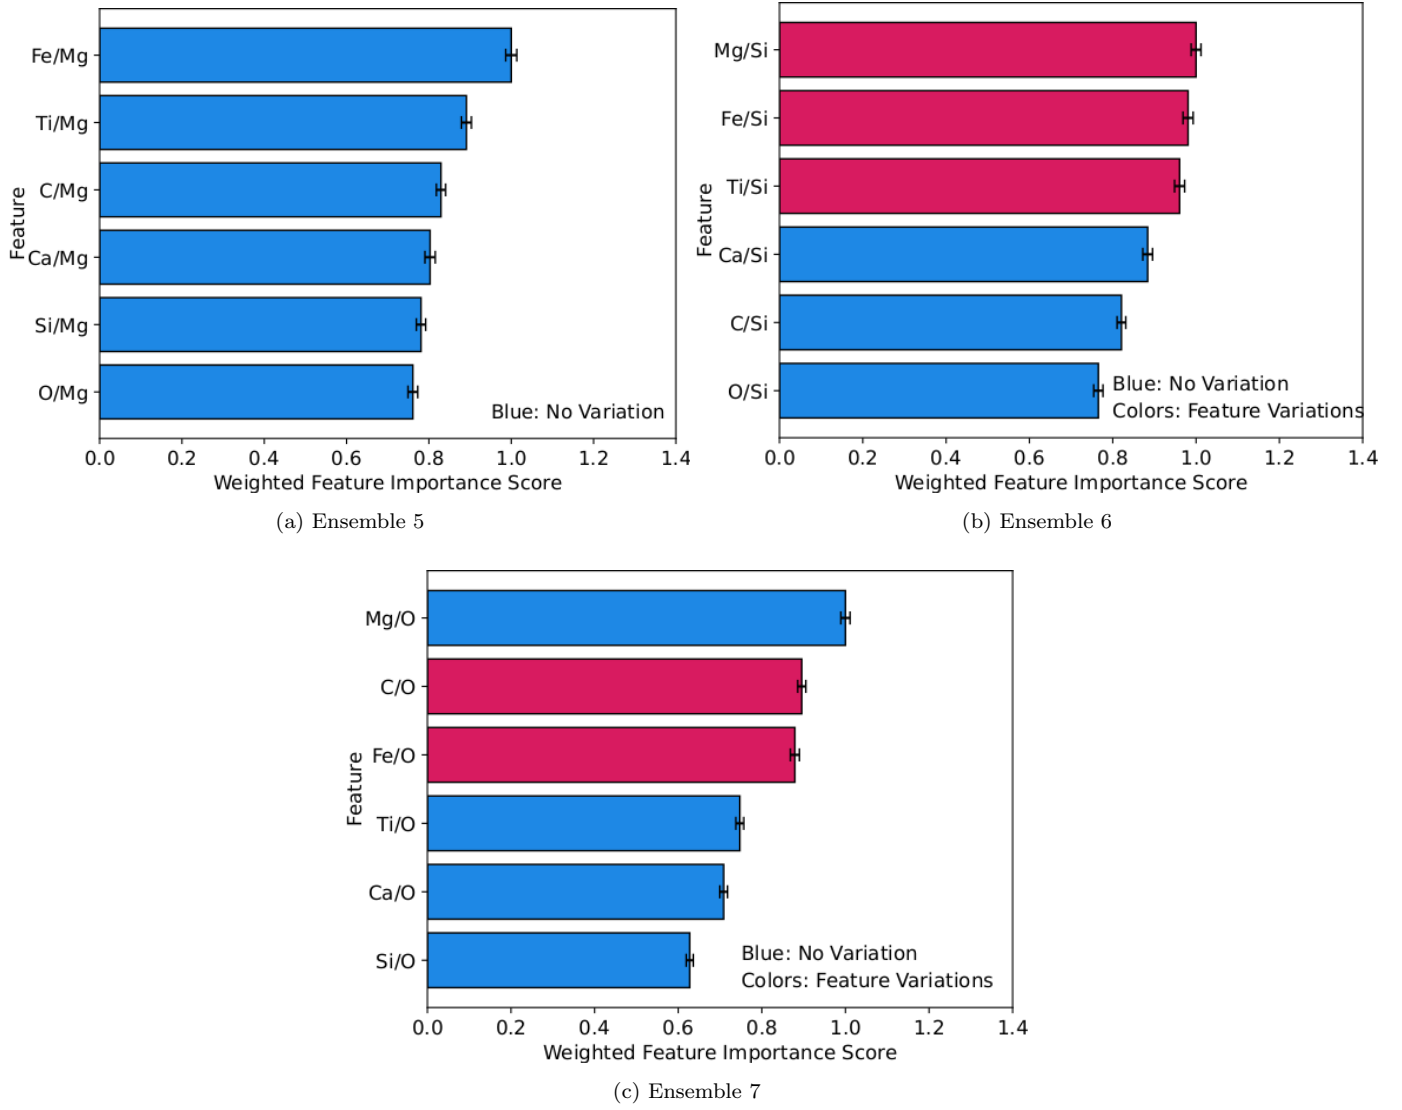 Feature
Fe/Mg
Ti/Mg
C/Mg
Ca/Mg
Si/Mg
O/Mg
Blue: No Variation
0.0 0.2 0.4 0.6 0.8 1.0 1.2 1.4
Weighted Feature Importance Score
(a) Ensemble 5
Feature
Mg/Si
Fe/Si
Ti/Si
Ca/Si
C/Si
O/Si
Blue: No Variation
Colors: Feature Variations
0.0 0.2 0.4 0.6 0.8 1.0 1.2 1.4
Weighted Feature Importance Score
(b) Ensemble 6
Feature
Mg/O
C/O
Fe/O
Ti/O
Ca/O
Si/O
Blue: No Variation
Colors: Feature Variations
0.0 0.2 0.4 0.6 0.8 1.0 1.2 1.4
Weighted Feature Importance Score
(c) Ensemble 7